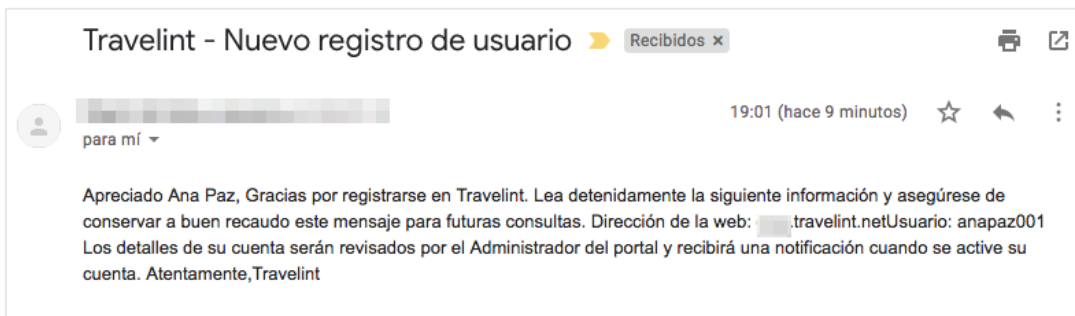 Travelint - Nuevo registro de usuario Recibidos ×
19:01 (hace 9 minutos)
para mí
Apreciado Ana Paz, Gracias por registrarse en Travelint. Lea detenidamente la siguiente información y asegúrese de
conservar a buen recaudo este mensaje para futuras consultas. Dirección de la web: .travelint.netUsuario: anapaz001
Los detalles de su cuenta serán revisados por el Administrador del portal y recibirá una notificación cuando se active su
cuenta. Atentamente,Travelint